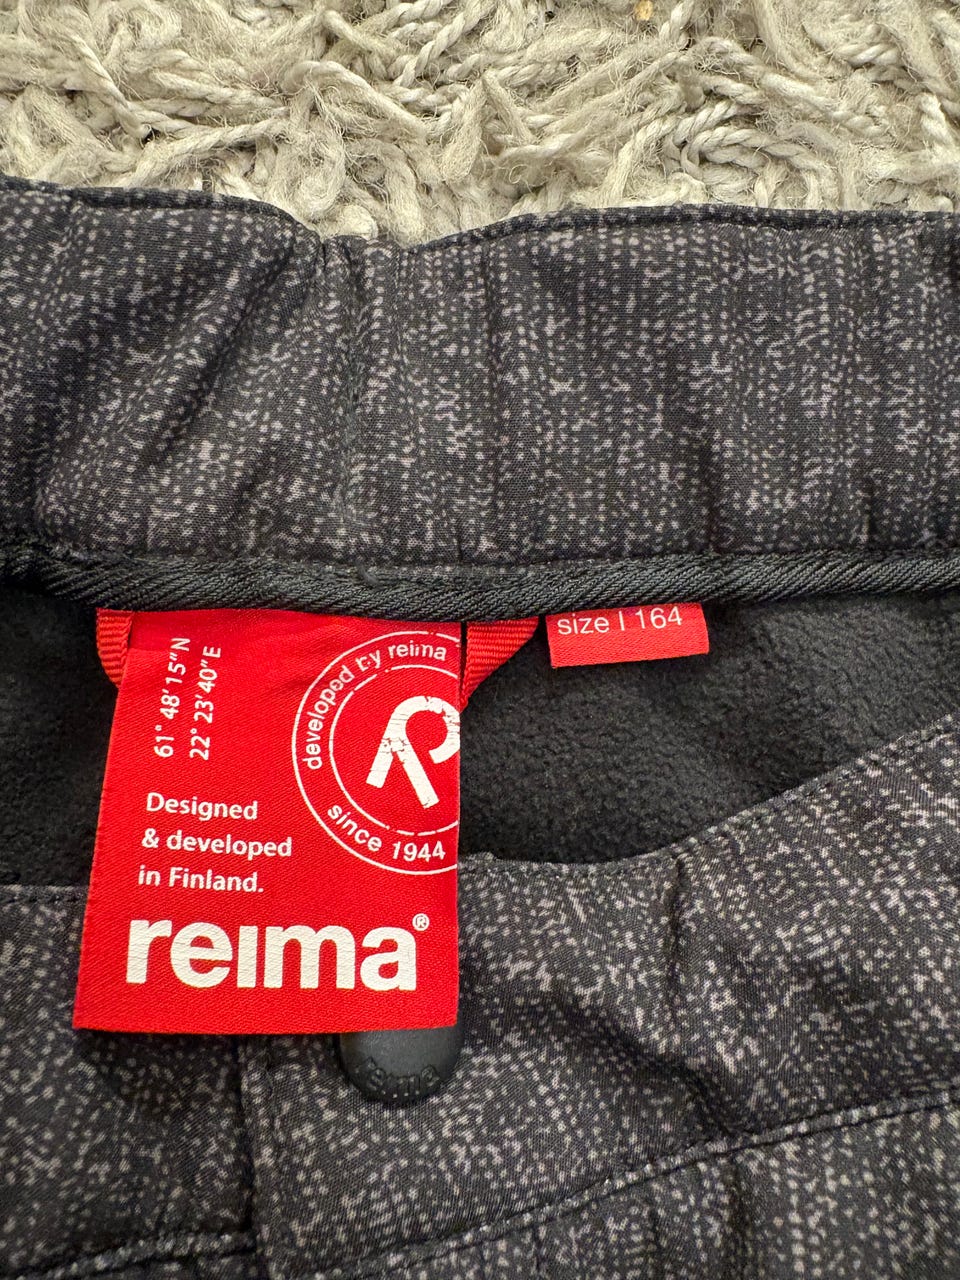 61° 48'15"N
22° 23'40"E
developed by reima
since 1944
Designed
& developed
in Finland.
reima®
size | 164